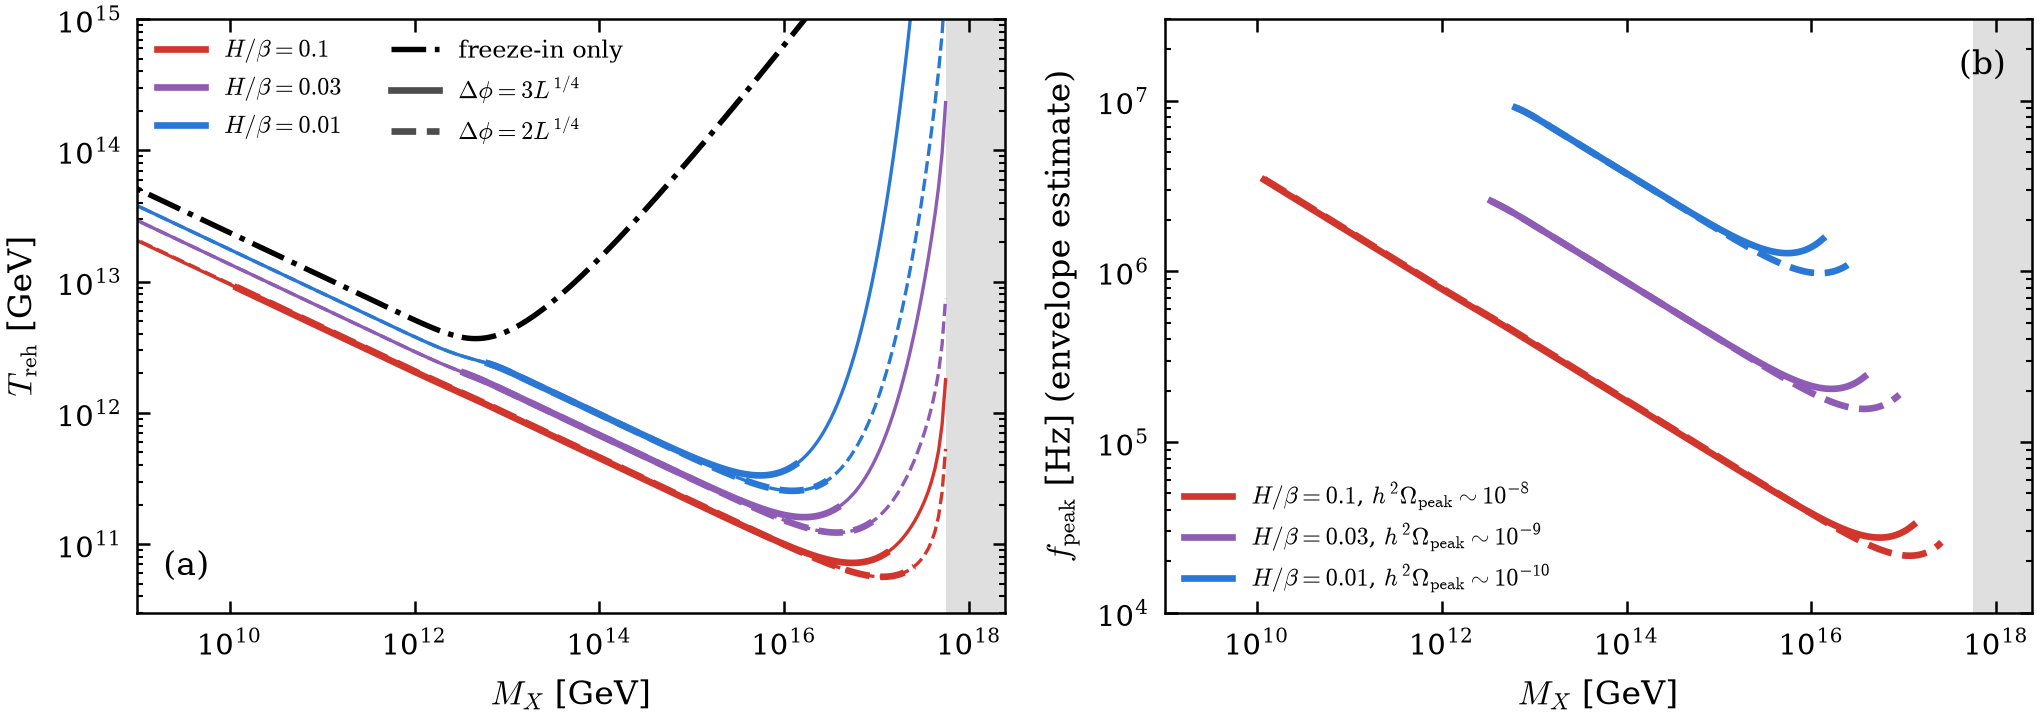 10^15
10^14
10^13
10^12
10^11
T_reh [GeV]
H/β = 0.1
H/β = 0.03
H/β = 0.01
freeze-in only
Δϕ = 3L^1/4
Δϕ = 2L^1/4
(a)
10^10 10^12 10^14 10^16 10^18
M_X [GeV]
10^7
10^6
10^5
10^4
f_peak [Hz] (envelope estimate)
(b)
H/β = 0.1, h^2Ω_peak ∼ 10^−8
H/β = 0.03, h^2Ω_peak ∼ 10^−9
H/β = 0.01, h^2Ω_peak ∼ 10^−10
10^10 10^12 10^14 10^16 10^18
M_X [GeV]